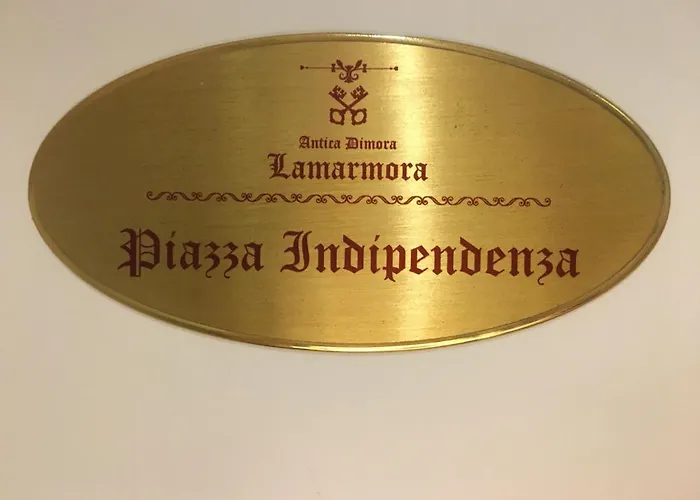 Antica Dimora
Lamarmora
Piazza Indipendenza